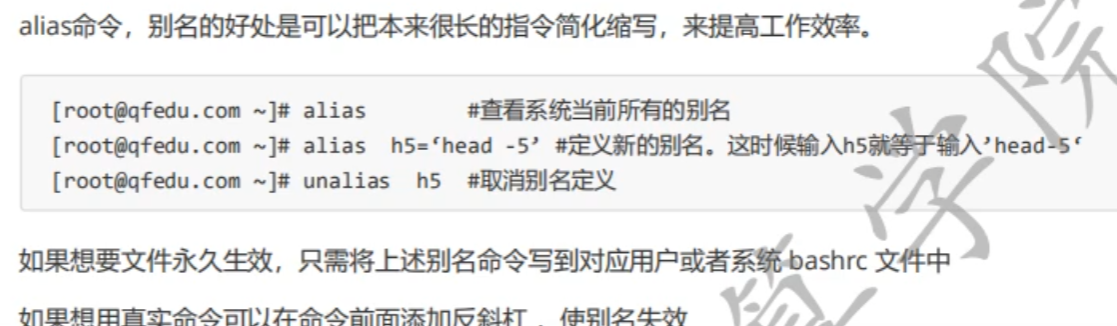 alias命令，别名的好处是可以把本来很长的指令简化缩写，来提高工作效率。
[root@qfedu.com ~]# alias #查看系统当前所有的别名
[root@qfedu.com ~]# alias h5=‘head -5’ #定义新的别名。这时候输入h5就等于输入’head-5‘
[root@qfedu.com ~]# unalias h5 #取消别名定义
如果想要文件永久生效，只需将上述别名命令写到对应用户或者系统 bashrc 文件中
如果想用真实命令可以在命令前面添加反斜杠 ，使别名失效
学院